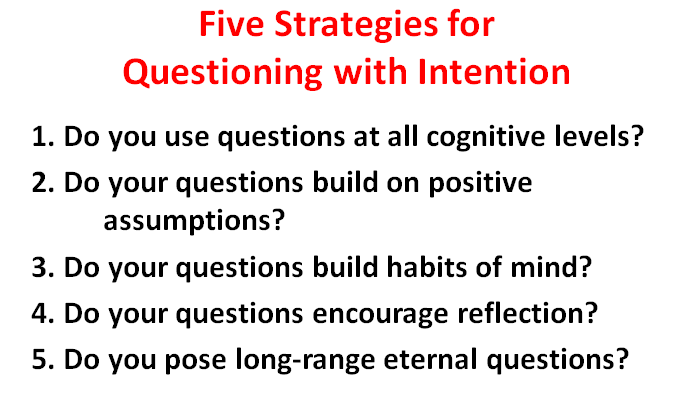 Five Strategies for
Questioning with Intention
1. Do you use questions at all cognitive levels?
2. Do your questions build on positive
assumptions?
3. Do your questions build habits of mind?
4. Do your questions encourage reflection?
5. Do you pose long-range eternal questions?